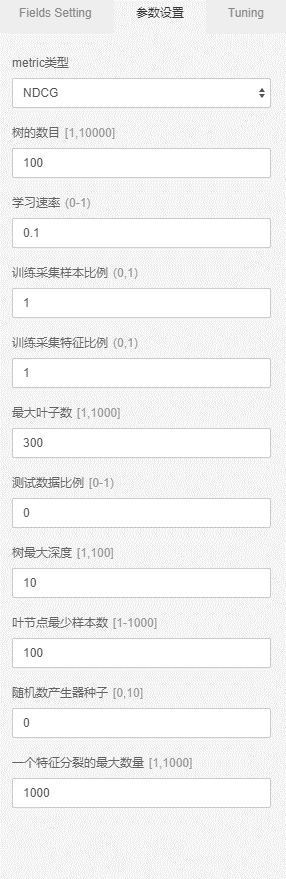 Fields Setting 参数设置 Tuning
metric类型
NDCG
树的数目 [1,10000]
100
学习速率 (0-1)
0.1
训练采集样本比例 (0,1)
1
训练采集特征比例 (0,1)
1
最大叶子数 [1,1000]
300
测试数据比例 [0-1)
0
树最大深度 [1,100]
10
叶节点最少样本数 [1-1000]
100
随机数产生器种子 [0,10]
0
一个特征分裂的最大数量 [1,1000]
1000